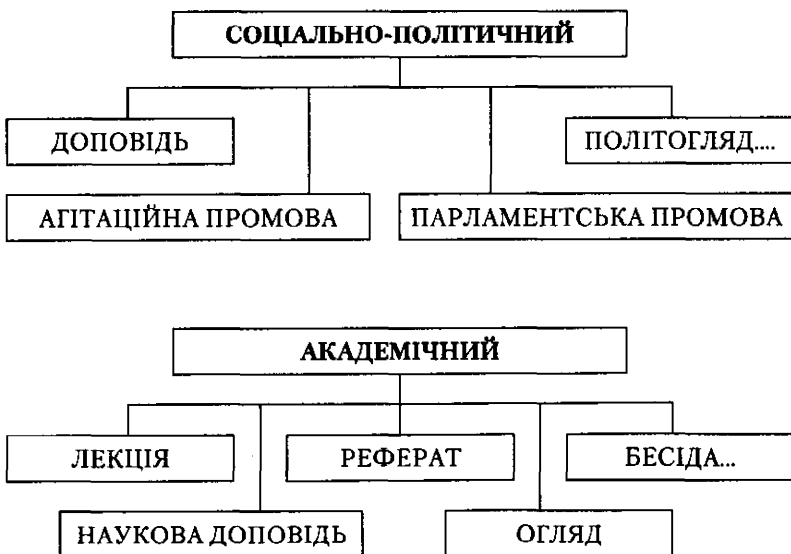 СОЦІАЛЬНО-ПОЛІТИЧНИЙ
ДОПОВІДЬ
ПОЛІТОГЛЯД....
АГІТАЦІЙНА ПРОМОВА
ПАРЛАМЕНТСЬКА ПРОМОВА
АКАДЕМІЧНИЙ
ЛЕКЦІЯ
РЕФЕРАТ
БЕСІДА...
НАУКОВА ДОПОВІДЬ
ОГЛЯД